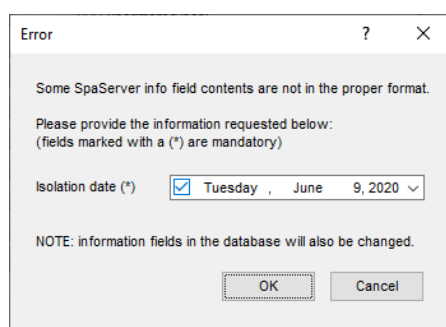 Error ?
Some SpaServer info field contents are not in the proper format.
Please provide the information requested below:
(fields marked with a (*) are mandatory)
Isolation date (*) Tuesday , June 9, 2020
NOTE: information fields in the database will also be changed.
OK Cancel